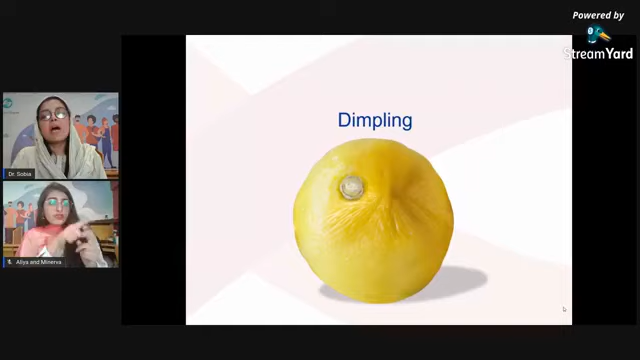 Powered by
StreamYard
Dimpling
Dr. Sobia
Aliya and Minerva